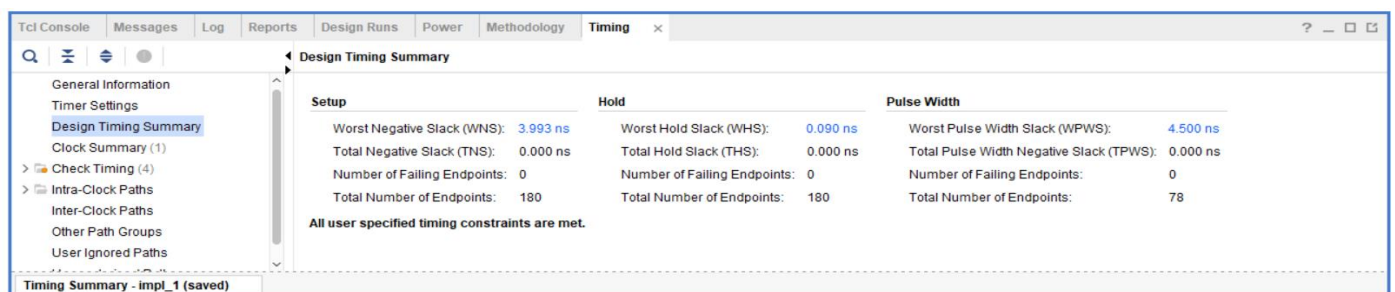 Tcl Console Messages Log Reports Design Runs Power Methodology Timing × ? _
Design Timing Summary
General Information
Timer Settings
Design Timing Summary
Clock Summary (1)
> Check Timing (4)
> Intra-Clock Paths
Inter-Clock Paths
Other Path Groups
User Ignored Paths
Setup Hold Pulse Width
Worst Negative Slack (WNS): 3.993 ns Worst Hold Slack (WHS): 0.090 ns Worst Pulse Width Slack (WPWS): 4.500 ns
Total Negative Slack (TNS): 0.000 ns Total Hold Slack (THS): 0.000 ns Total Pulse Width Negative Slack (TPWS): 0.000 ns
Number of Failing Endpoints: 0 Number of Failing Endpoints: 0 Number of Failing Endpoints: 0
Total Number of Endpoints: 180 Total Number of Endpoints: 180 Total Number of Endpoints: 78
All user specified timing constraints are met.
Timing Summary - impl_1 (saved)